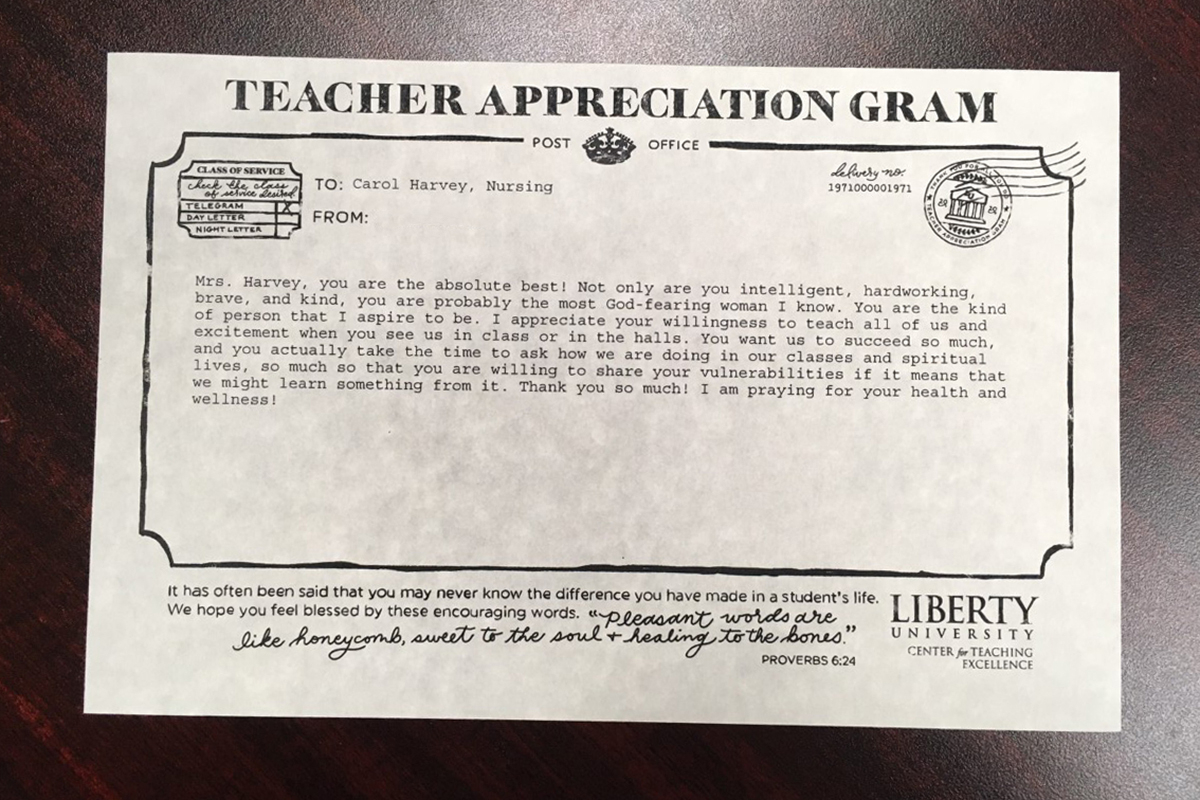 TEACHER APPRECIATION GRAM
POST OFFICE
CLASS OF SERVICE
check the class
of service desired
TELEGRAM X
DAY LETTER
NIGHT LETTER
TO: Carol Harvey, Nursing
FROM:
delivery no.
1971000001971
THANK YOU FOR ALL YOU DO
TEACHER APPRECIATION GRAM
Mrs. Harvey, you are the absolute best! Not only are you intelligent, hardworking,
brave, and kind, you are probably the most God-fearing woman I know. You are the kind
of person that I aspire to be. I appreciate your willingness to teach all of us and
excitement when you see us in class or in the halls. You want us to succeed so much,
and you actually take the time to ask how we are doing in our classes and spiritual
lives, so much so that you are willing to share your vulnerabilities if it means that
we might learn something from it. Thank you so much! I am praying for your health and
wellness!
It has often been said that you may never know the difference you have made in a student's life.
We hope you feel blessed by these encouraging words. "Pleasant words are
like honeycomb, sweet to the soul + healing to the bones."
PROVERBS 6:24
LIBERTY
UNIVERSITY
CENTER for TEACHING
EXCELLENCE